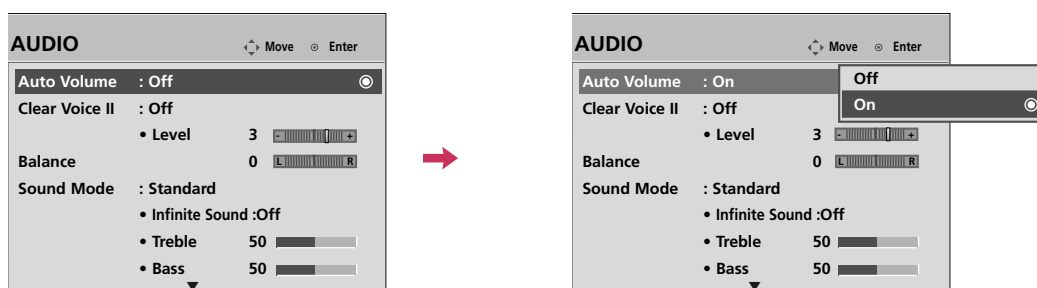 AUDIO Move Enter
Auto Volume : Off
Clear Voice II : Off
• Level 3 - +
Balance 0 L R
Sound Mode : Standard
• Infinite Sound :Off
• Treble 50
• Bass 50
AUDIO Move Enter
Auto Volume : On
Clear Voice II : Off
• Level 3 - +
Balance 0 L R
Sound Mode : Standard
• Infinite Sound :Off
• Treble 50
• Bass 50
Off
On